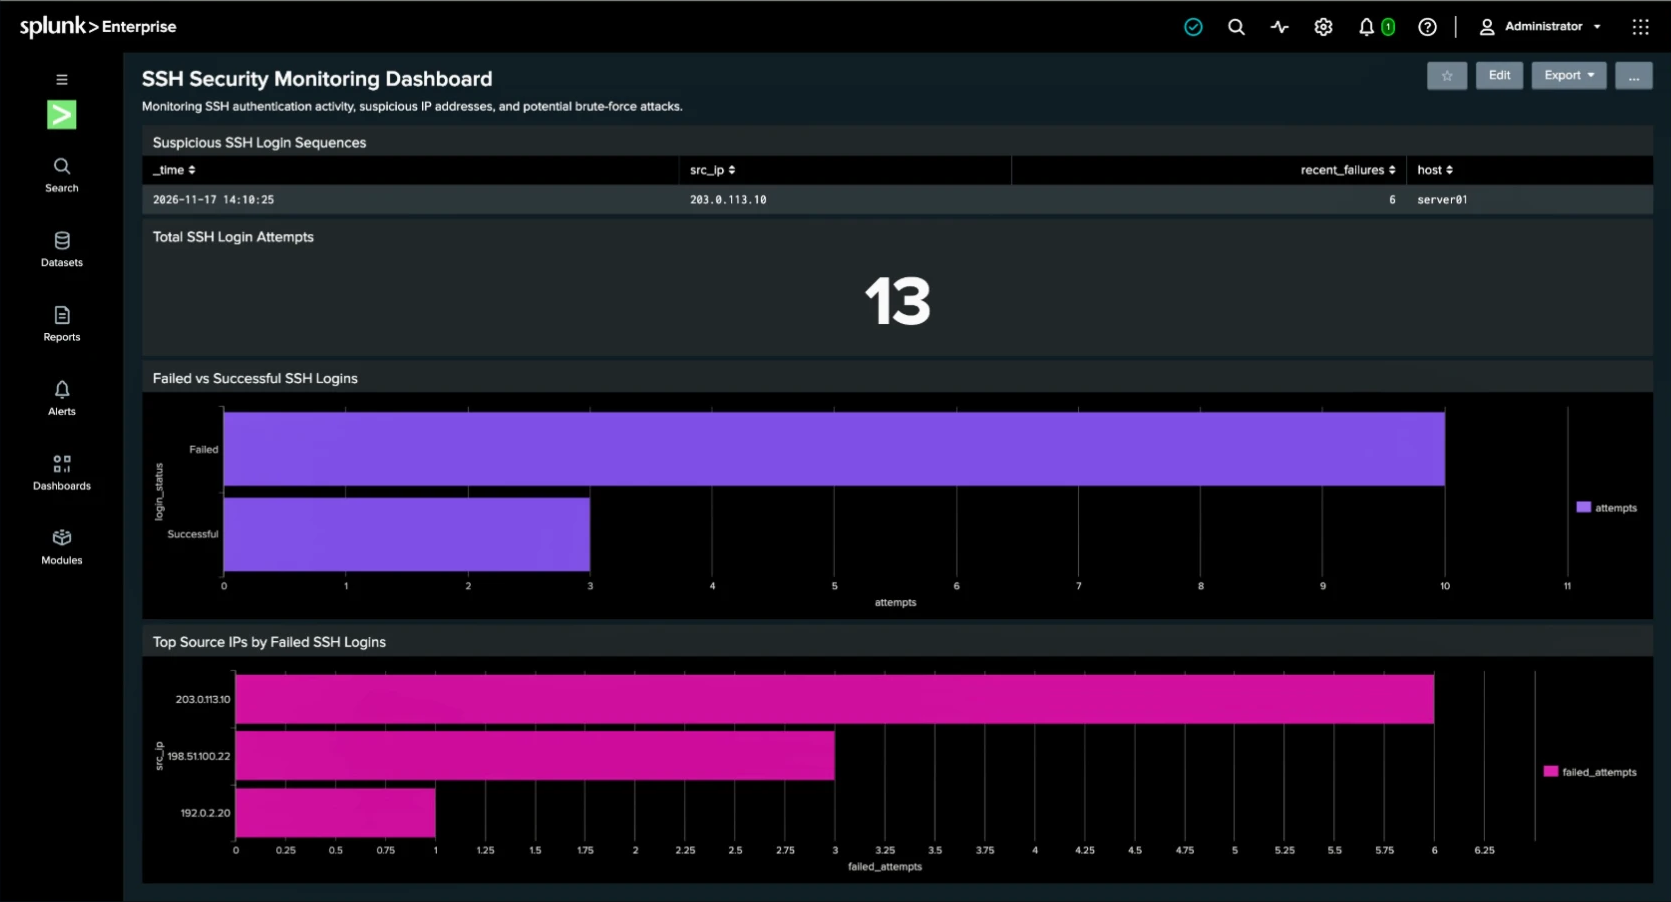 splunk>Enterprise
1
Administrator
SSH Security Monitoring Dashboard
Edit
Export
...
Monitoring SSH authentication activity, suspicious IP addresses, and potential brute-force attacks.
Search
Datasets
Reports
Alerts
Dashboards
Modules
Suspicious SSH Login Sequences
_time src_ip recent_failures host
2026-11-17 14:10:25 203.0.113.10 6 server01
Total SSH Login Attempts
13
Failed vs Successful SSH Logins
login_status
Failed
Successful
0 1 2 3 4 5 6 7 8 9 10 11
attempts
attempts
Top Source IPs by Failed SSH Logins
src_ip
203.0.113.10
198.51.100.22
192.0.2.20
0 0.25 0.5 0.75 1 1.25 1.5 1.75 2 2.25 2.5 2.75 3 3.25 3.5 3.75 4 4.25 4.5 4.75 5 5.25 5.5 5.75 6 6.25
failed_attempts
failed_attempts